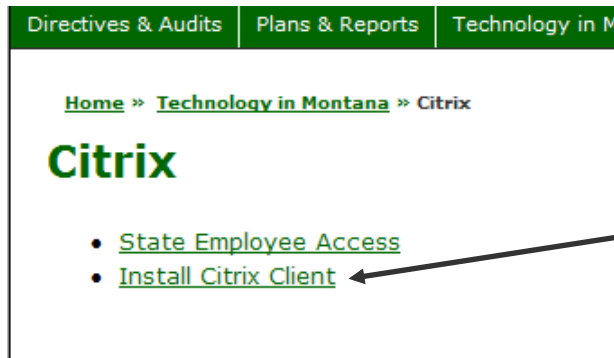 Directives & Audits Plans & Reports Technology in
Home » Technology in Montana » Citrix
Citrix
• State Employee Access
• Install Citrix Client